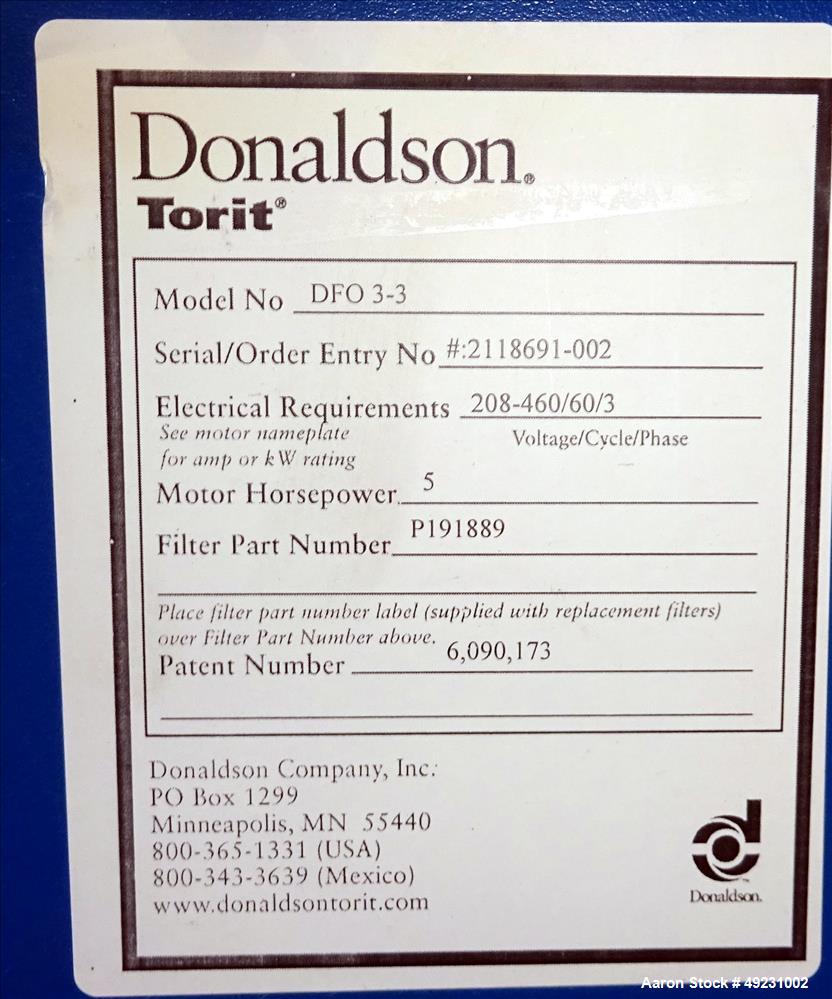 Donaldson®
Torit®
Model No DFO 3-3
Serial/Order Entry No #:2118691-002
Electrical Requirements 208-460/60/3
See motor nameplate Voltage/Cycle/Phase
for amp or kW rating
Motor Horsepower 5
Filter Part Number P191889
Place filter part number label (supplied with replacement filters)
over Filter Part Number above.
Patent Number 6,090,173
Donaldson Company, Inc.
PO Box 1299
Minneapolis, MN 55440
800-365-1331 (USA)
800-343-3639 (Mexico)
www.donaldsontorit.com
Donaldson.
Aaron Stock # 49231002